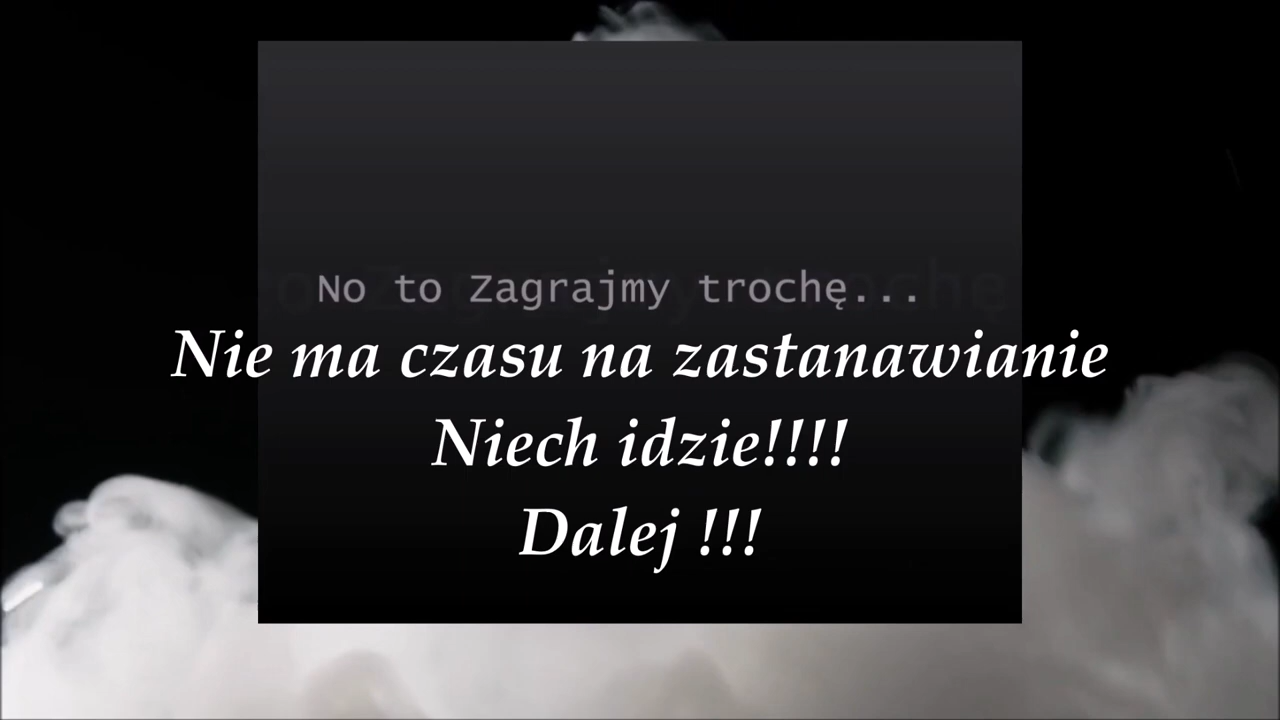 No to Zagrajmy trochę...
Nie ma czasu na zastanawianie
Niech idzie!!!!
Dalej !!!